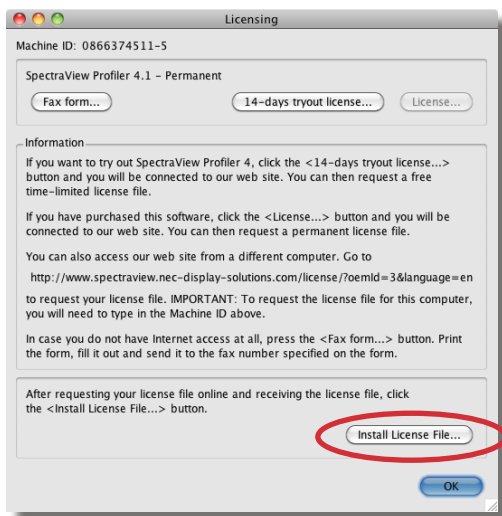 Licensing
Machine ID: 0866374511-5
SpectraView Profiler 4.1 - Permanent
Fax form...
14-days tryout license...
License...
Information
If you want to try out SpectraView Profiler 4, click the <14-days tryout license...>
button and you will be connected to our web site. You can then request a free
time-limited license file.
If you have purchased this software, click the <License...> button and you will be
connected to our web site. You can then request a permanent license file.
You can also access our web site from a different computer. Go to
http://www.spectraview.nec-display-solutions.com/license/?oemId=3&language=en
to request your license file. IMPORTANT: To request the license file for this computer,
you will need to type in the Machine ID above.
In case you do not have Internet access at all, press the <Fax form...> button. Print
the form, fill it out and send it to the fax number specified on the form.
After requesting your license file online and receiving the license file, click
the <Install License File...> button.
Install License File...
OK